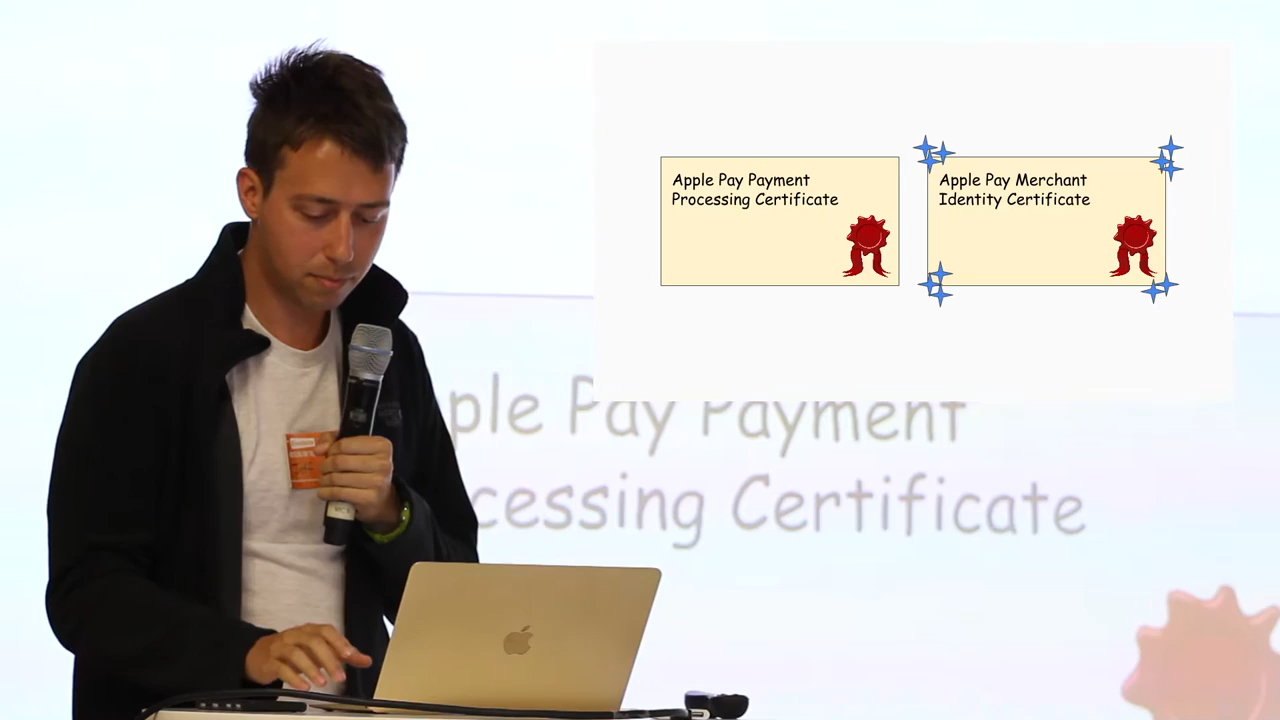 Apple Pay Payment
Processing Certificate
Apple Pay Merchant
Identity Certificate
ple Pay Payment
cessing Certificate